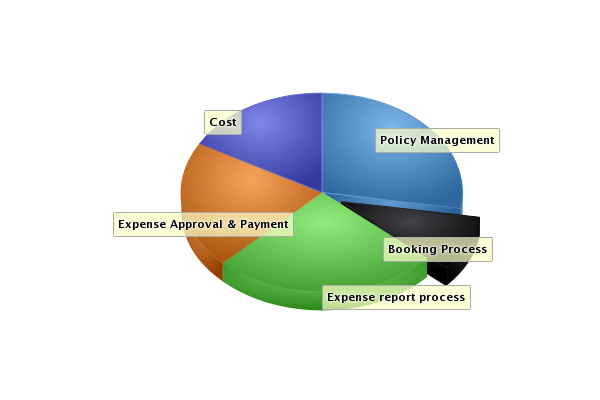 Cost
Policy Management
Expense Approval & Payment
Booking Process
Expense report process